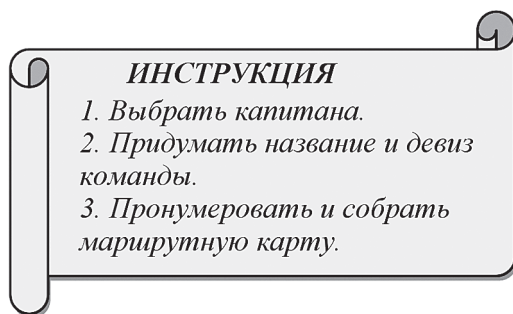 ИНСТРУКЦИЯ
1. Выбрать капитана.
2. Придумать название и девиз
команды.
3. Пронумеровать и собрать
маршрутную карту.